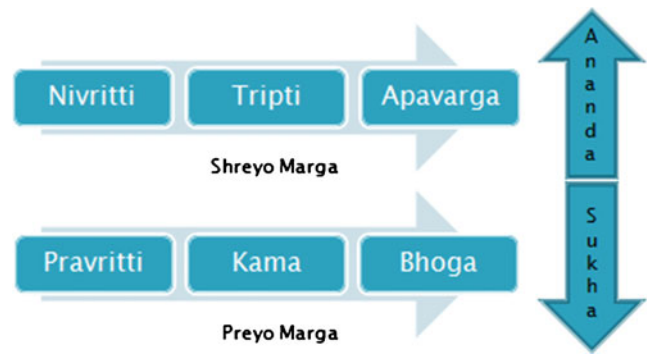 Nivritti Tripti Apavarga
Shreyo Marga
Pravritti Kama Bhoga
Preyo Marga
Ananda
Sukha